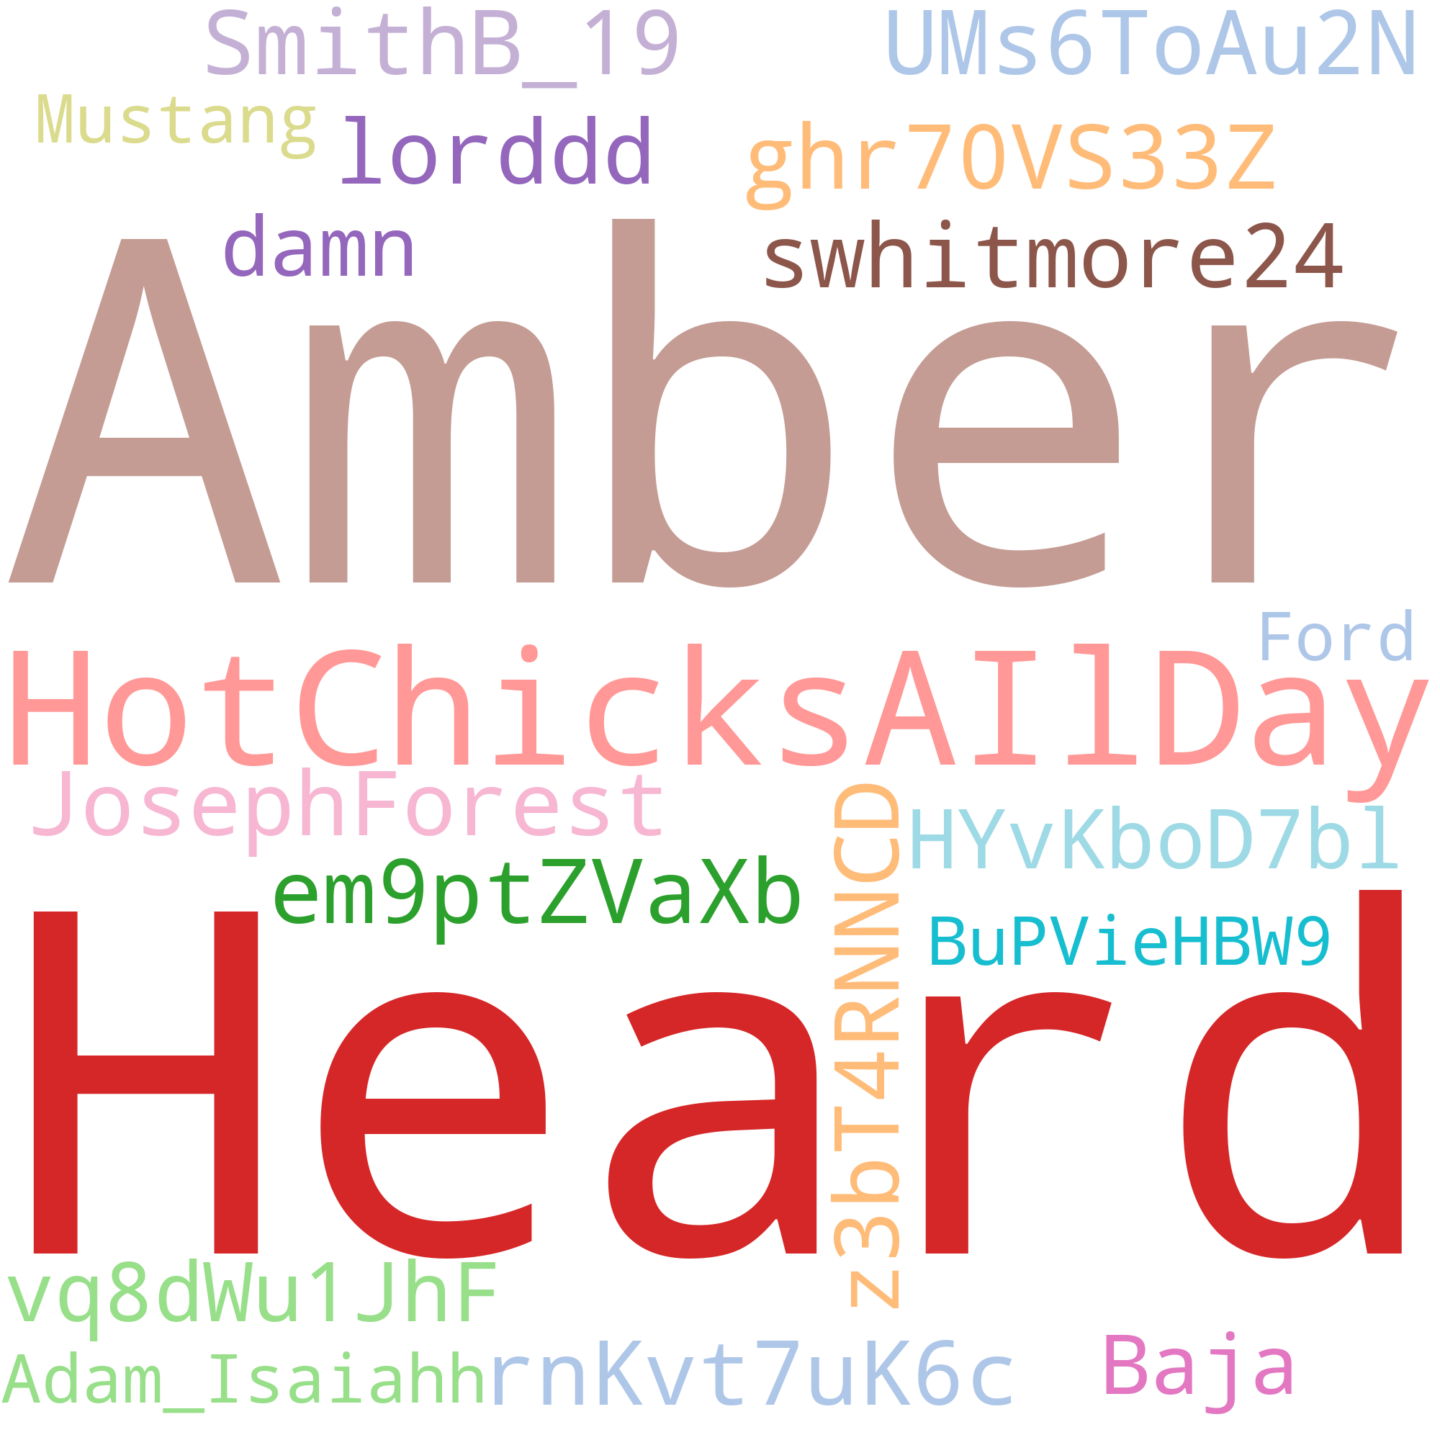 SmithB_19
UMs6ToAu2N
Mustang
lorddd
ghr70VS33Z
damn
swhitmore24
Amber
Ford
HotChicksAIlDay
JosephForest
HYvKboD7bl
em9ptZVaXb
z3bT4RNNCD
BuPVieHBW9
Heard
vq8dWu1JhF
Adam_Isaiahh
rnKvt7uK6c
Baja